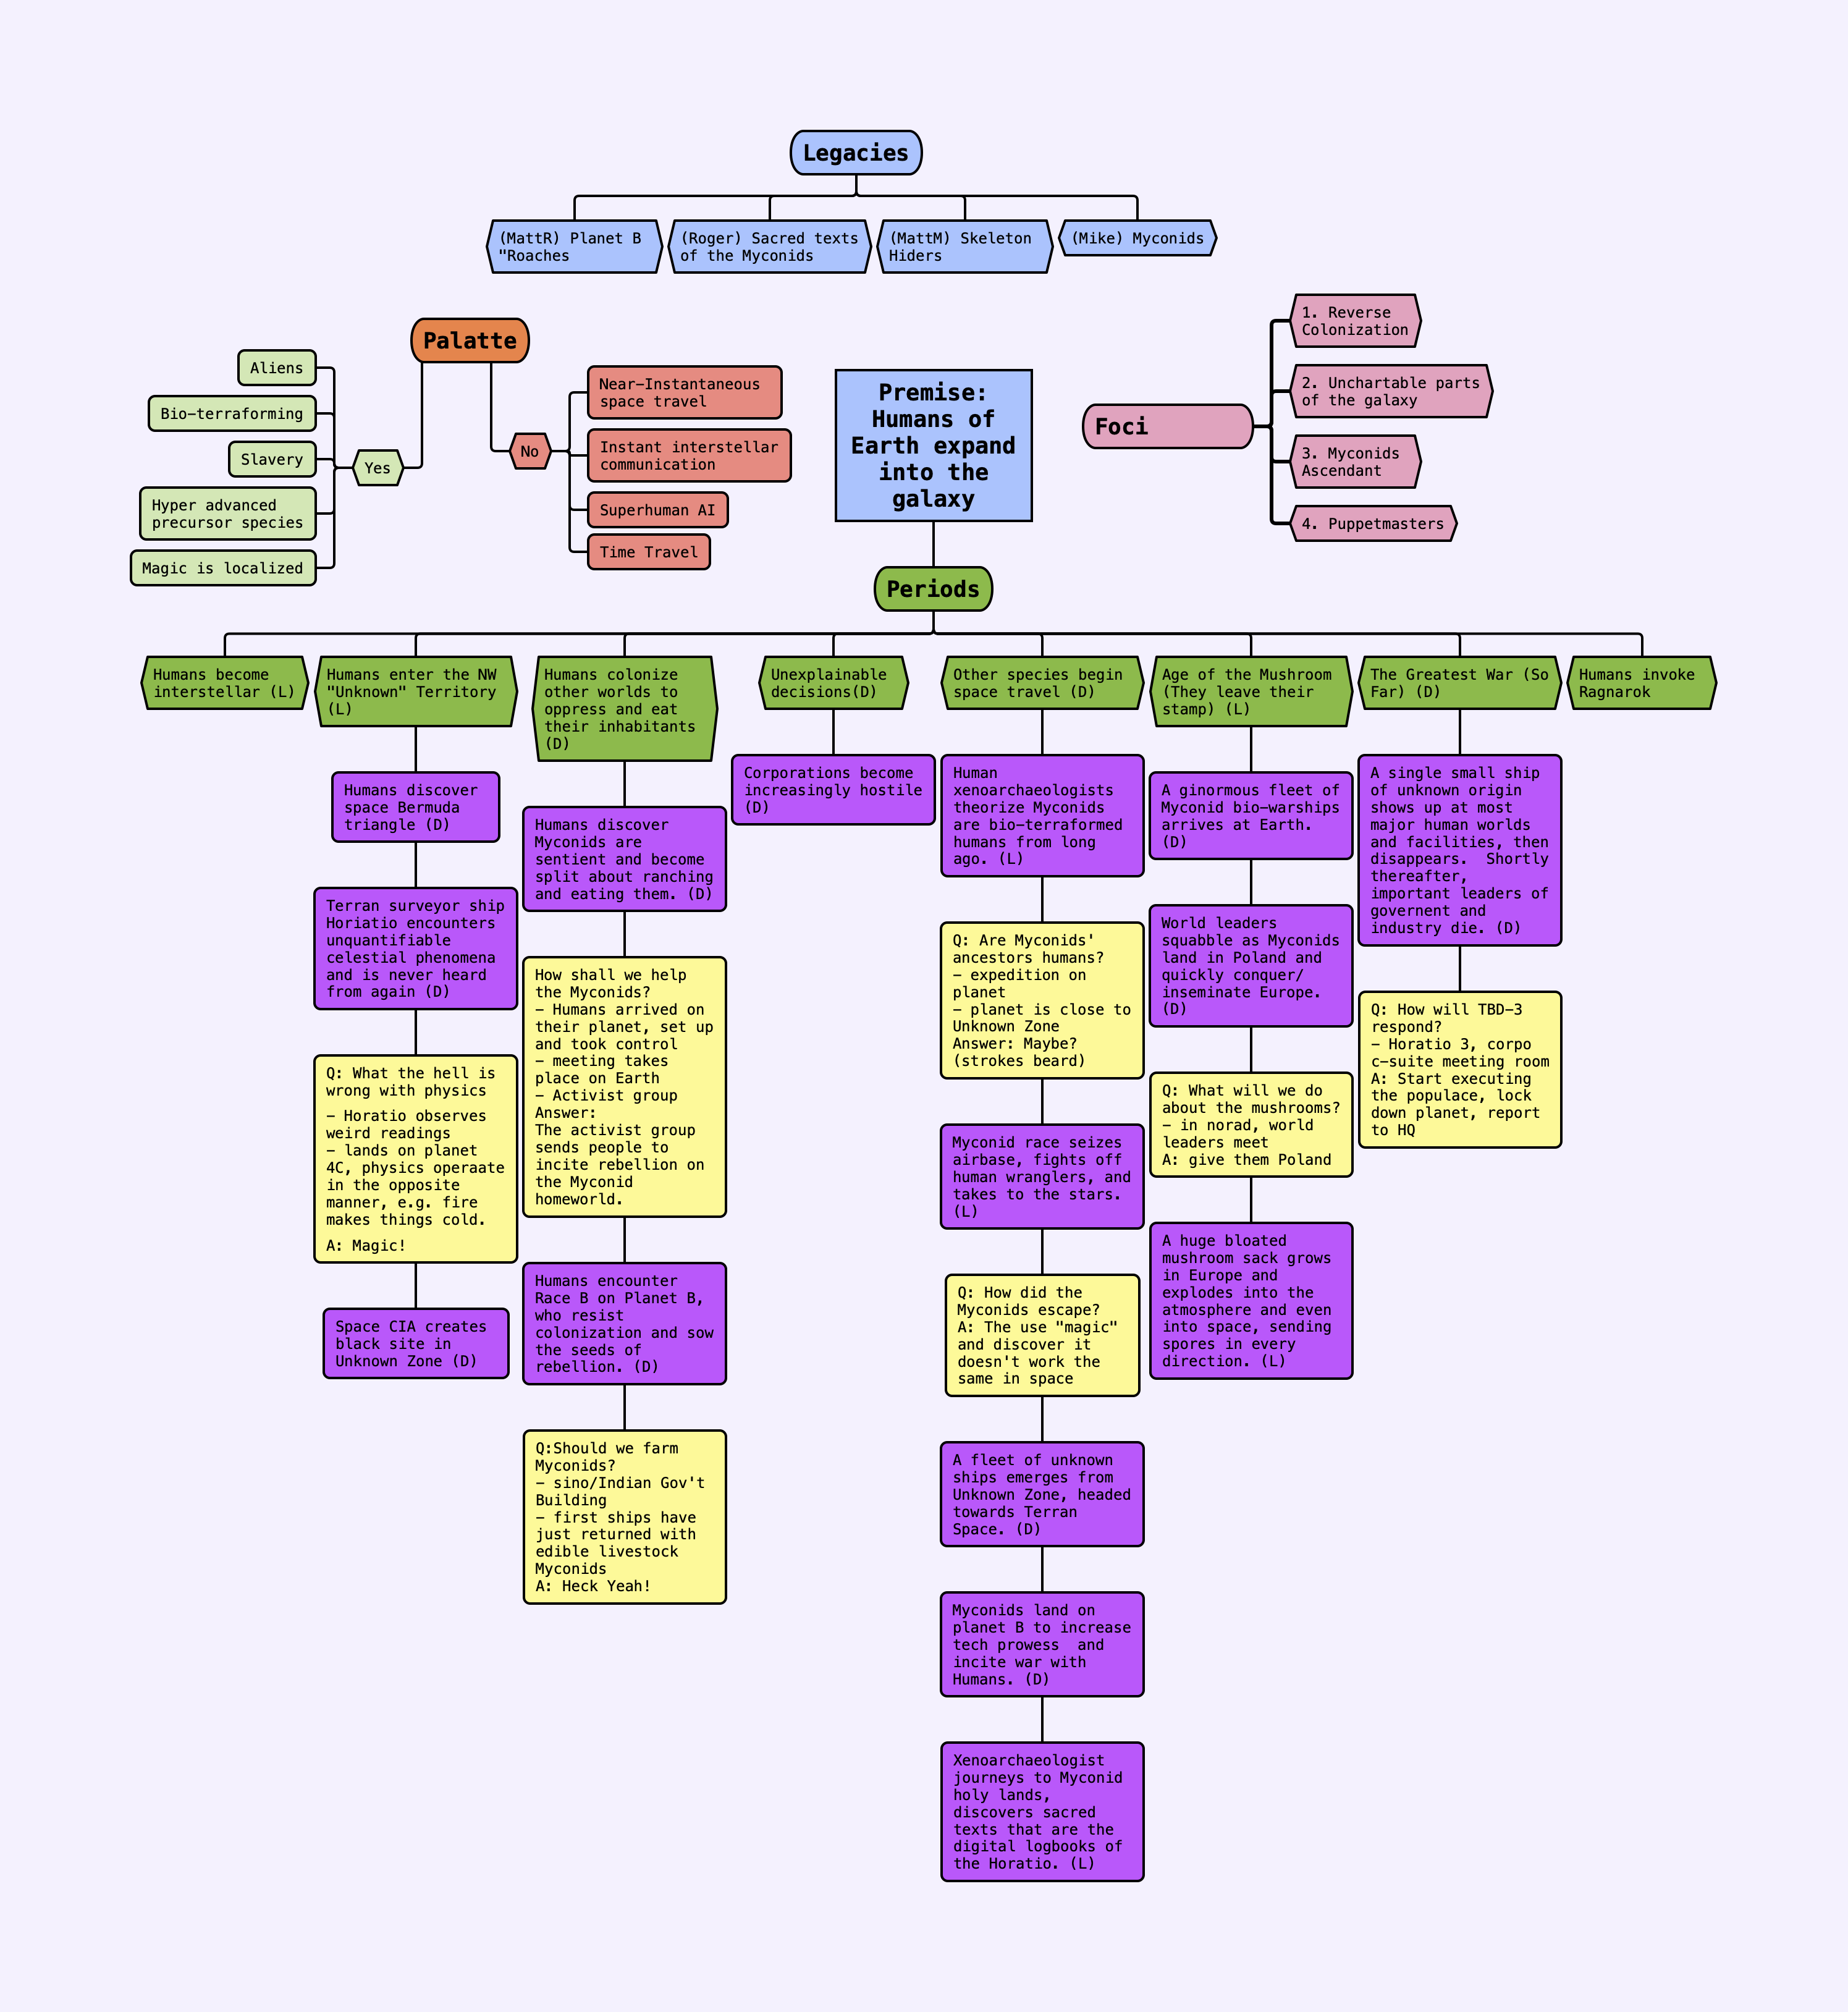 Legacies
(MattR) Planet B
"Roaches
(Roger) Sacred texts
of the Myconids
(MattM) Skeleton
Hiders
(Mike) Myconids
Palatte
Yes
Aliens
Bio-terraforming
Slavery
Hyper advanced
precursor species
Magic is localized
No
Near-Instantaneous
space travel
Instant interstellar
communication
Superhuman AI
Time Travel
Premise:
Humans of
Earth expand
into the
galaxy
Foci
1. Reverse
Colonization
2. Unchartable parts
of the galaxy
3. Myconids
Ascendant
4. Puppetmasters
Periods
Humans become
interstellar (L)
Humans enter the NW
"Unknown" Territory
(L)
Humans discover
space Bermuda
triangle (D)
Terran surveyor ship
Horiatio encounters
unquantifiable
celestial phenomena
and is never heard
from again (D)
Q: What the hell is
wrong with physics
- Horatio observes
weird readings
- lands on planet
4C, physics operaate
in the opposite
manner, e.g. fire
makes things cold.
A: Magic!
Space CIA creates
black site in
Unknown Zone (D)
Humans colonize
other worlds to
oppress and eat
their inhabitants
(D)
Humans discover
Myconids are
sentient and become
split about ranching
and eating them. (D)
How shall we help
the Myconids?
- Humans arrived on
their planet, set up
and took control
- meeting takes
place on Earth
- Activist group
Answer:
The activist group
sends people to
incite rebellion on
the Myconid
homeworld.
Humans encounter
Race B on Planet B,
who resist
colonization and sow
the seeds of
rebellion. (D)
Q:Should we farm
Myconids?
- sino/Indian Gov't
Building
- first ships have
just returned with
edible livestock
Myconids
A: Heck Yeah!
Unexplainable
decisions(D)
Corporations become
increasingly hostile
(D)
Other species begin
space travel (D)
Human
xenoarchaeologists
theorize Myconids
are bio-terraformed
humans from long
ago. (L)
Q: Are Myconids'
ancestors humans?
- expedition on
planet
- planet is close to
Unknown Zone
Answer: Maybe?
(strokes beard)
Myconid race seizes
airbase, fights off
human wranglers, and
takes to the stars.
(L)
Q: How did the
Myconids escape?
A: The use "magic"
and discover it
doesn't work the
same in space
A fleet of unknown
ships emerges from
Unknown Zone, headed
towards Terran
Space. (D)
Myconids land on
planet B to increase
tech prowess  and
incite war with
Humans. (D)
Xenoarchaeologist
journeys to Myconid
holy lands,
discovers sacred
texts that are the
digital logbooks of
the Horatio. (L)
Age of the Mushroom
(They leave their
stamp) (L)
A ginormous fleet of
Myconid bio-warships
arrives at Earth.
(D)
World leaders
squabble as Myconids
land in Poland and
quickly conquer/
inseminate Europe.
(D)
Q: What will we do
about the mushrooms?
- in norad, world
leaders meet
A: give them Poland
A huge bloated
mushroom sack grows
in Europe and
explodes into the
atmosphere and even
into space, sending
spores in every
direction. (L)
The Greatest War (So
Far) (D)
A single small ship
of unknown origin
shows up at most
major human worlds
and facilities, then
disappears.  Shortly
thereafter,
important leaders of
governent and
industry die. (D)
Q: How will TBD-3
respond?
- Horatio 3, corpo
c-suite meeting room
A: Start executing
the populace, lock
down planet, report
to HQ
Humans invoke
Ragnarok